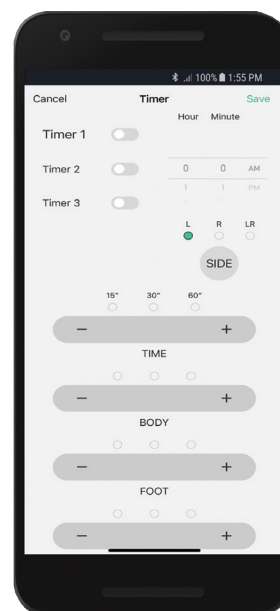 100% 1:55 PM
Cancel Timer Save
Hour Minute
Timer 1
Timer 2 0 0 AM
1 1 PM
Timer 3
L R LR
SIDE
15" 30" 60"
− +
TIME
− +
BODY
− +
FOOT
− +